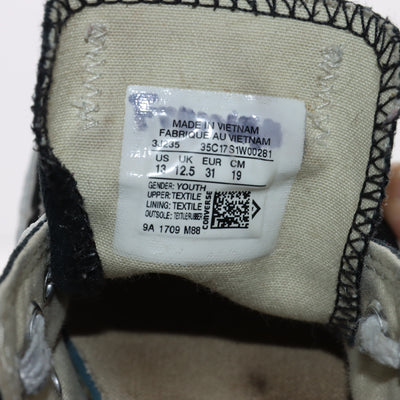 MADE IN VIETNAM
FABRIQUE AU VIETNAM
3J235 35C17S1W00281
US UK EUR CM
13 12.5 31 19
GENDER: YOUTH
UPPER: TEXTILE
LINING: TEXTILE
OUTSOLE: TEXTILE/RUBBER
CONVERSE
9A 1709 M88